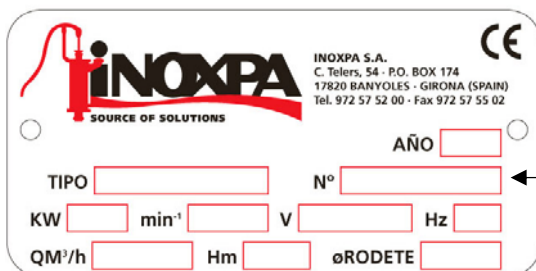 iNOXPA
SOURCE OF SOLUTIONS
INOXPA S.A.
C. Telers, 54 · P.O. BOX 174
17820 BANYOLES · GIRONA (SPAIN)
Tel. 972 57 52 00 · Fax 972 57 55 02
CE
AÑO
TIPO Nº
KW min⁻¹ V Hz
QM³/h Hm øRODETE